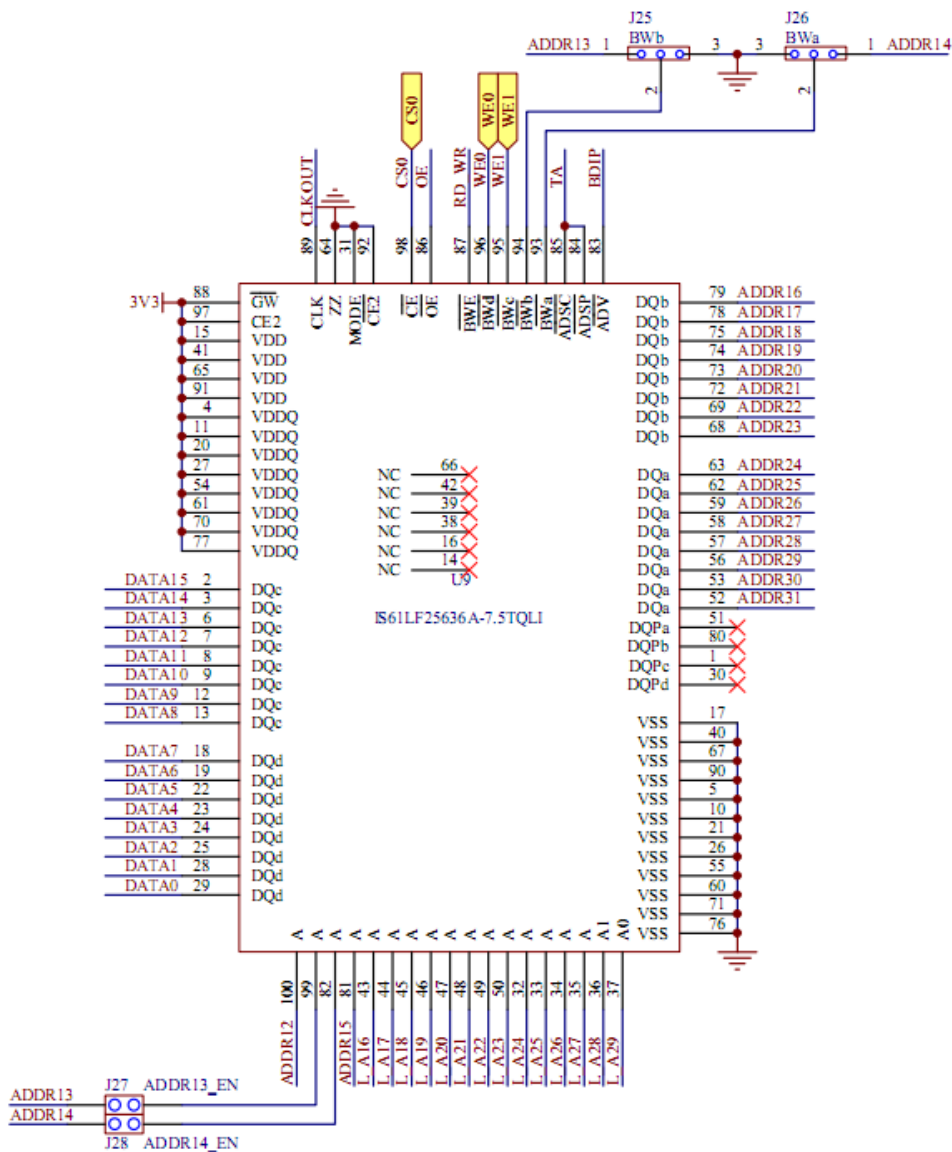 J25
BWb
J26
BWa
ADDR13 1 3 3 1 ADDR14
2 2
CS0 WE0 WE1
CLKOUT CS0 OE RD_WR WE0 WE1 TA BDIP
89 64 31 92 98 86 87 96 95 94 93 85 84 83
CLK ZZ MODE CE2 CE OE BWE BWd BWc BWb BWa ADSC ADSP ADV
3V3
88 GW
97 CE2
15 VDD
41 VDD
65 VDD
91 VDD
4 VDDQ
11 VDDQ
20 VDDQ
27 VDDQ
54 VDDQ
61 VDDQ
70 VDDQ
77 VDDQ
DATA15 2 DQc
DATA14 3 DQc
DATA13 6 DQc
DATA12 7 DQc
DATA11 8 DQc
DATA10 9 DQc
DATA9 12 DQc
DATA8 13 DQc
DATA7 18 DQd
DATA6 19 DQd
DATA5 22 DQd
DATA4 23 DQd
DATA3 24 DQd
DATA2 25 DQd
DATA1 28 DQd
DATA0 29 DQd
NC 66
NC 42
NC 39
NC 38
NC 16
NC 14
U9
IS61LF25636A-7.5TQLI
DQb 79 ADDR16
DQb 78 ADDR17
DQb 75 ADDR18
DQb 74 ADDR19
DQb 73 ADDR20
DQb 72 ADDR21
DQb 69 ADDR22
DQb 68 ADDR23
DQa 63 ADDR24
DQa 62 ADDR25
DQa 59 ADDR26
DQa 58 ADDR27
DQa 57 ADDR28
DQa 56 ADDR29
DQa 53 ADDR30
DQa 52 ADDR31
DQPa 51
DQPb 80
DQPc 1
DQPd 30
VSS 17
VSS 40
VSS 67
VSS 90
VSS 5
VSS 10
VSS 21
VSS 26
VSS 55
VSS 60
VSS 71
VSS 76
A A A A A A A A A A A A A A A A A1 A0
100 99 82 81 43 44 45 46 47 48 49 50 32 33 34 35 36 37
ADDR12 ADDR15 L_A16 L_A17 L_A18 L_A19 L_A20 L_A21 L_A22 L_A23 L_A24 L_A25 L_A26 L_A27 L_A28 L_A29
J27 ADDR13_EN
ADDR13
ADDR14
J28 ADDR14_EN